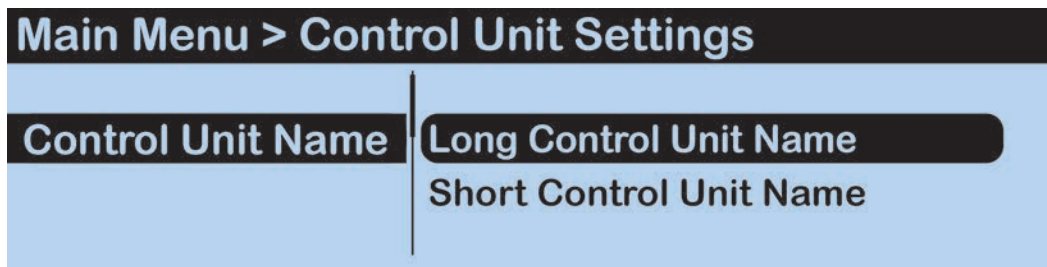 Main Menu > Control Unit Settings
Control Unit Name
Long Control Unit Name
Short Control Unit Name